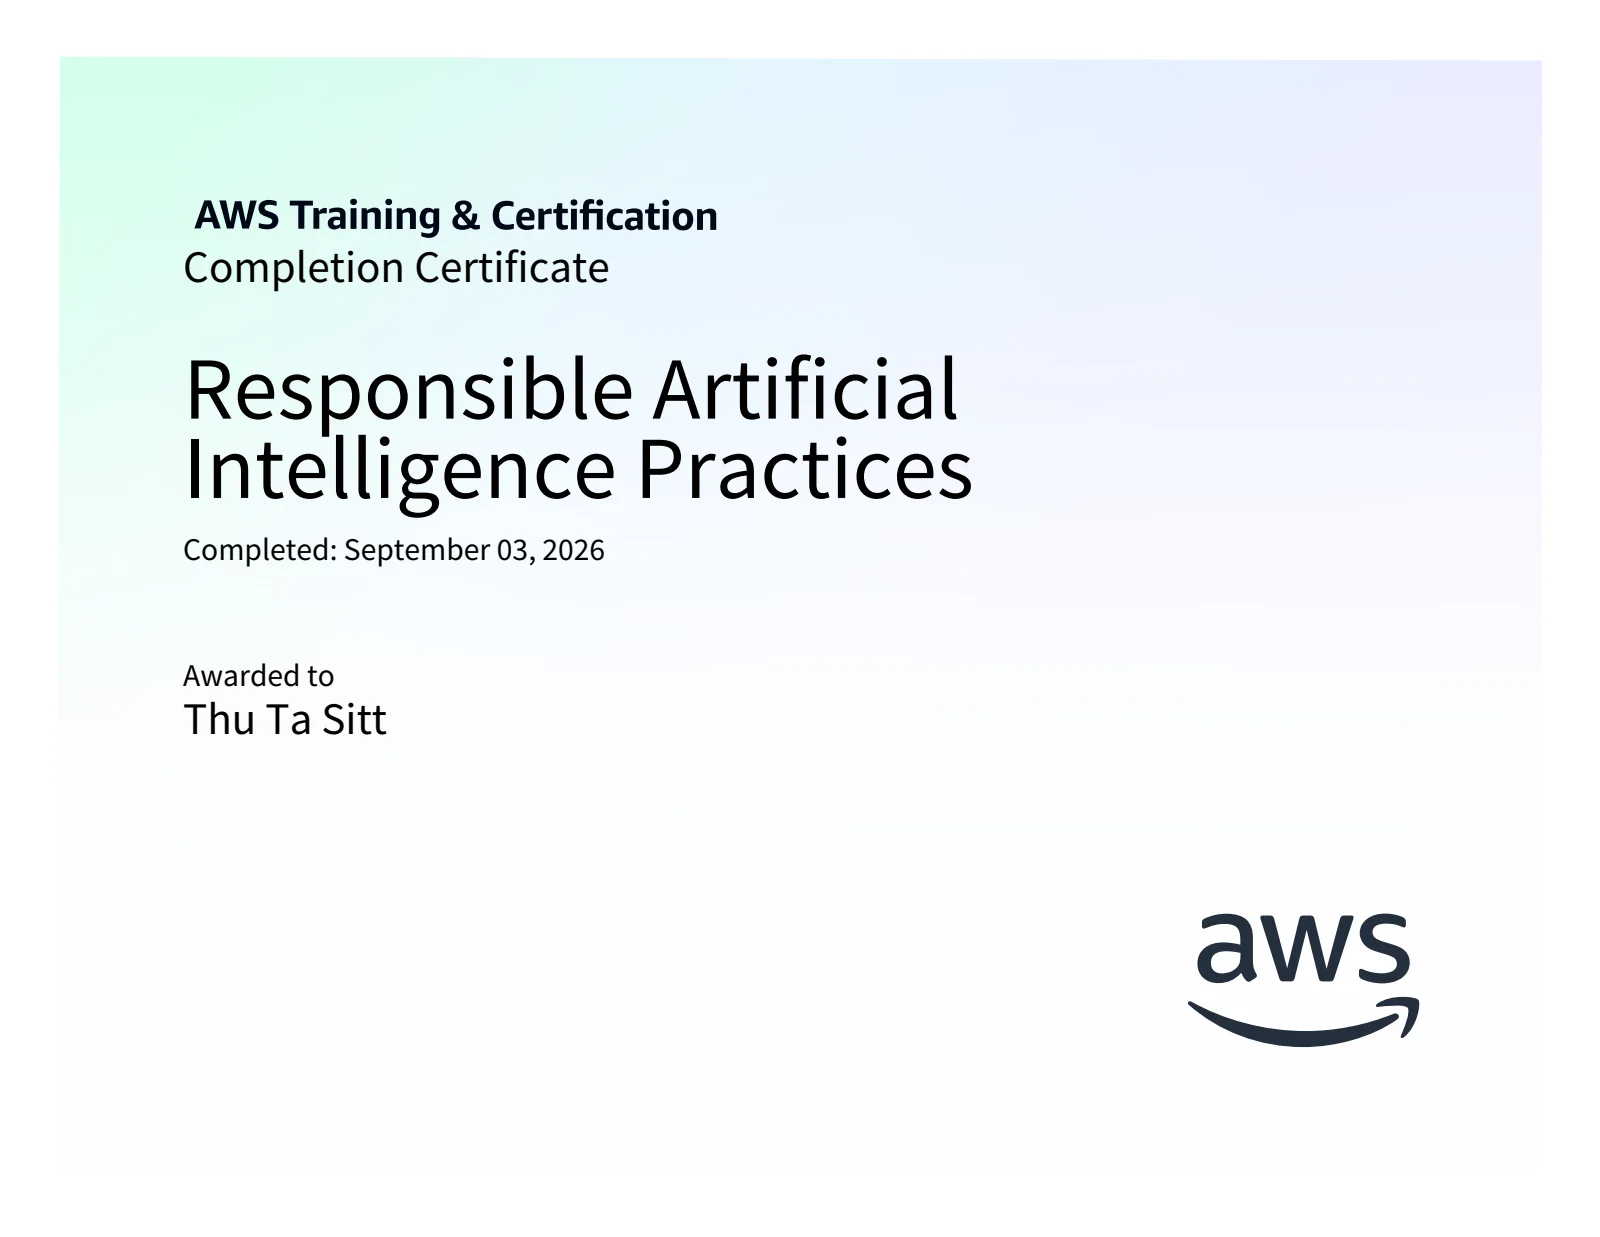 AWS Training & Certification
Completion Certificate
Responsible Artificial
Intelligence Practices
Completed: September 03, 2026
Awarded to
Thu Ta Sitt
aws